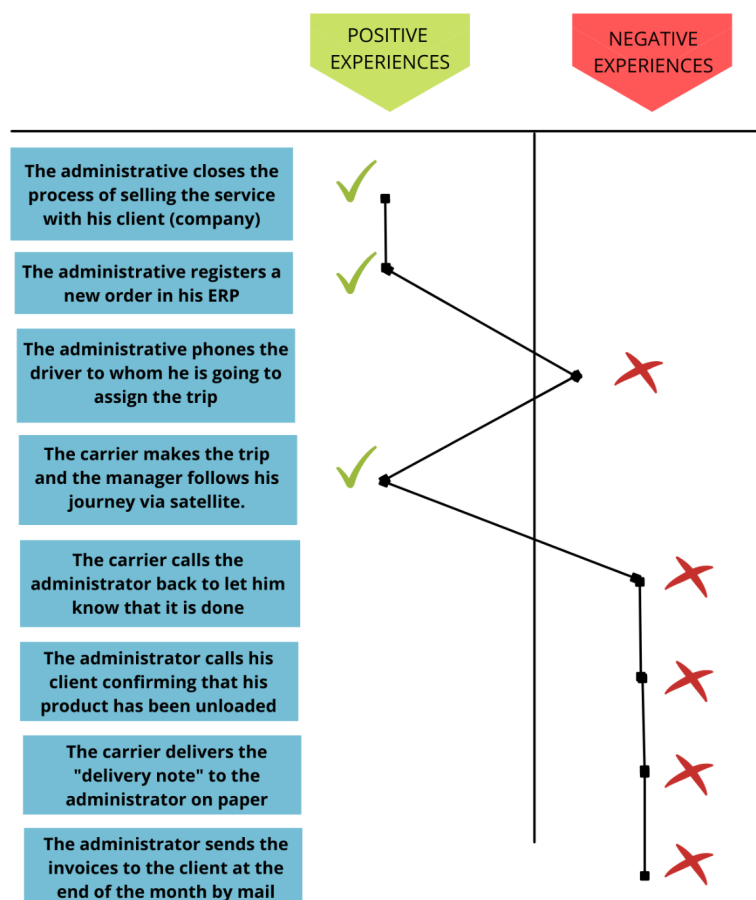 POSITIVE
EXPERIENCES
NEGATIVE
EXPERIENCES
The administrative closes the
process of selling the service
with his client (company)
The administrative registers a
new order in his ERP
The administrative phones the
driver to whom he is going to
assign the trip
The carrier makes the trip
and the manager follows his
journey via satellite.
The carrier calls the
administrator back to let him
know that it is done
The administrator calls his
client confirming that his
product has been unloaded
The carrier delivers the
"delivery note" to the
administrator on paper
The administrator sends the
invoices to the client at the
end of the month by mail